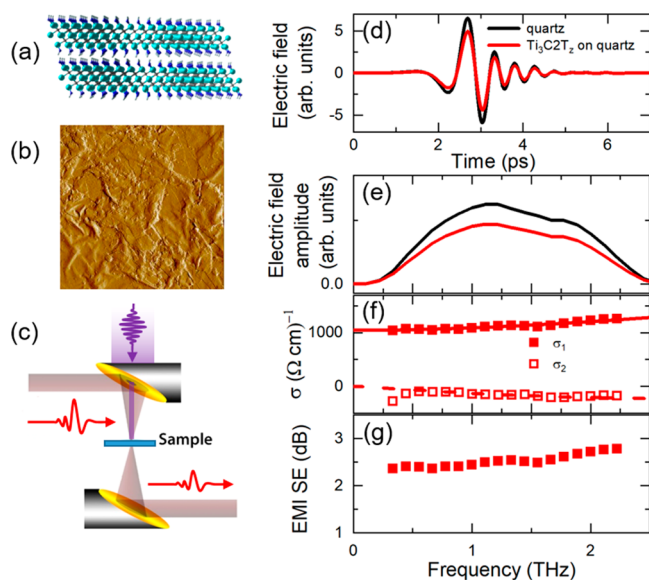 (a)
(b)
(c)
Sample
(d)
quartz
Ti₃C2T_z on quartz
Electric field
(arb. units)
5
0
-5
0
2
4
6
Time (ps)
(e)
Electric field
amplitude
(arb. units)
0.0
(f)
σ (Ω cm)⁻¹
1000
0
σ₁
σ₂
(g)
EMI SE (dB)
3
2
1
0
1
2
Frequency (THz)